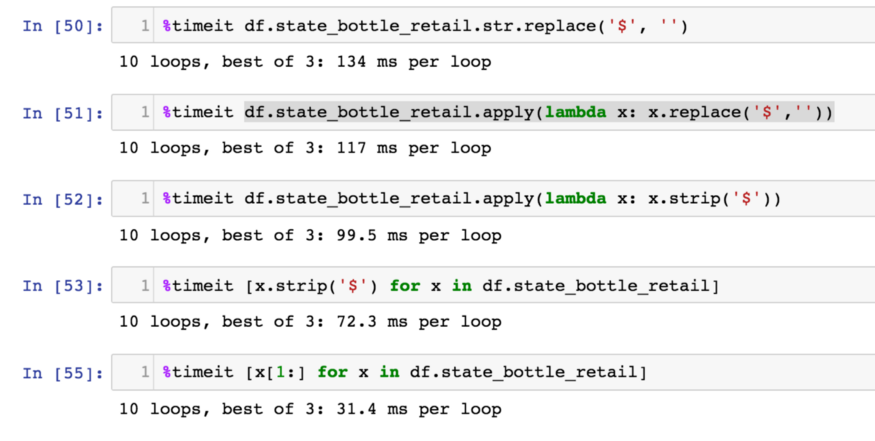 In [50]: 1 %timeit df.state_bottle_retail.str.replace('$', '')
10 loops, best of 3: 134 ms per loop
In [51]: 1 %timeit df.state_bottle_retail.apply(lambda x: x.replace('$',''))
10 loops, best of 3: 117 ms per loop
In [52]: 1 %timeit df.state_bottle_retail.apply(lambda x: x.strip('$'))
10 loops, best of 3: 99.5 ms per loop
In [53]: 1 %timeit [x.strip('$') for x in df.state_bottle_retail]
10 loops, best of 3: 72.3 ms per loop
In [55]: 1 %timeit [x[1:] for x in df.state_bottle_retail]
10 loops, best of 3: 31.4 ms per loop